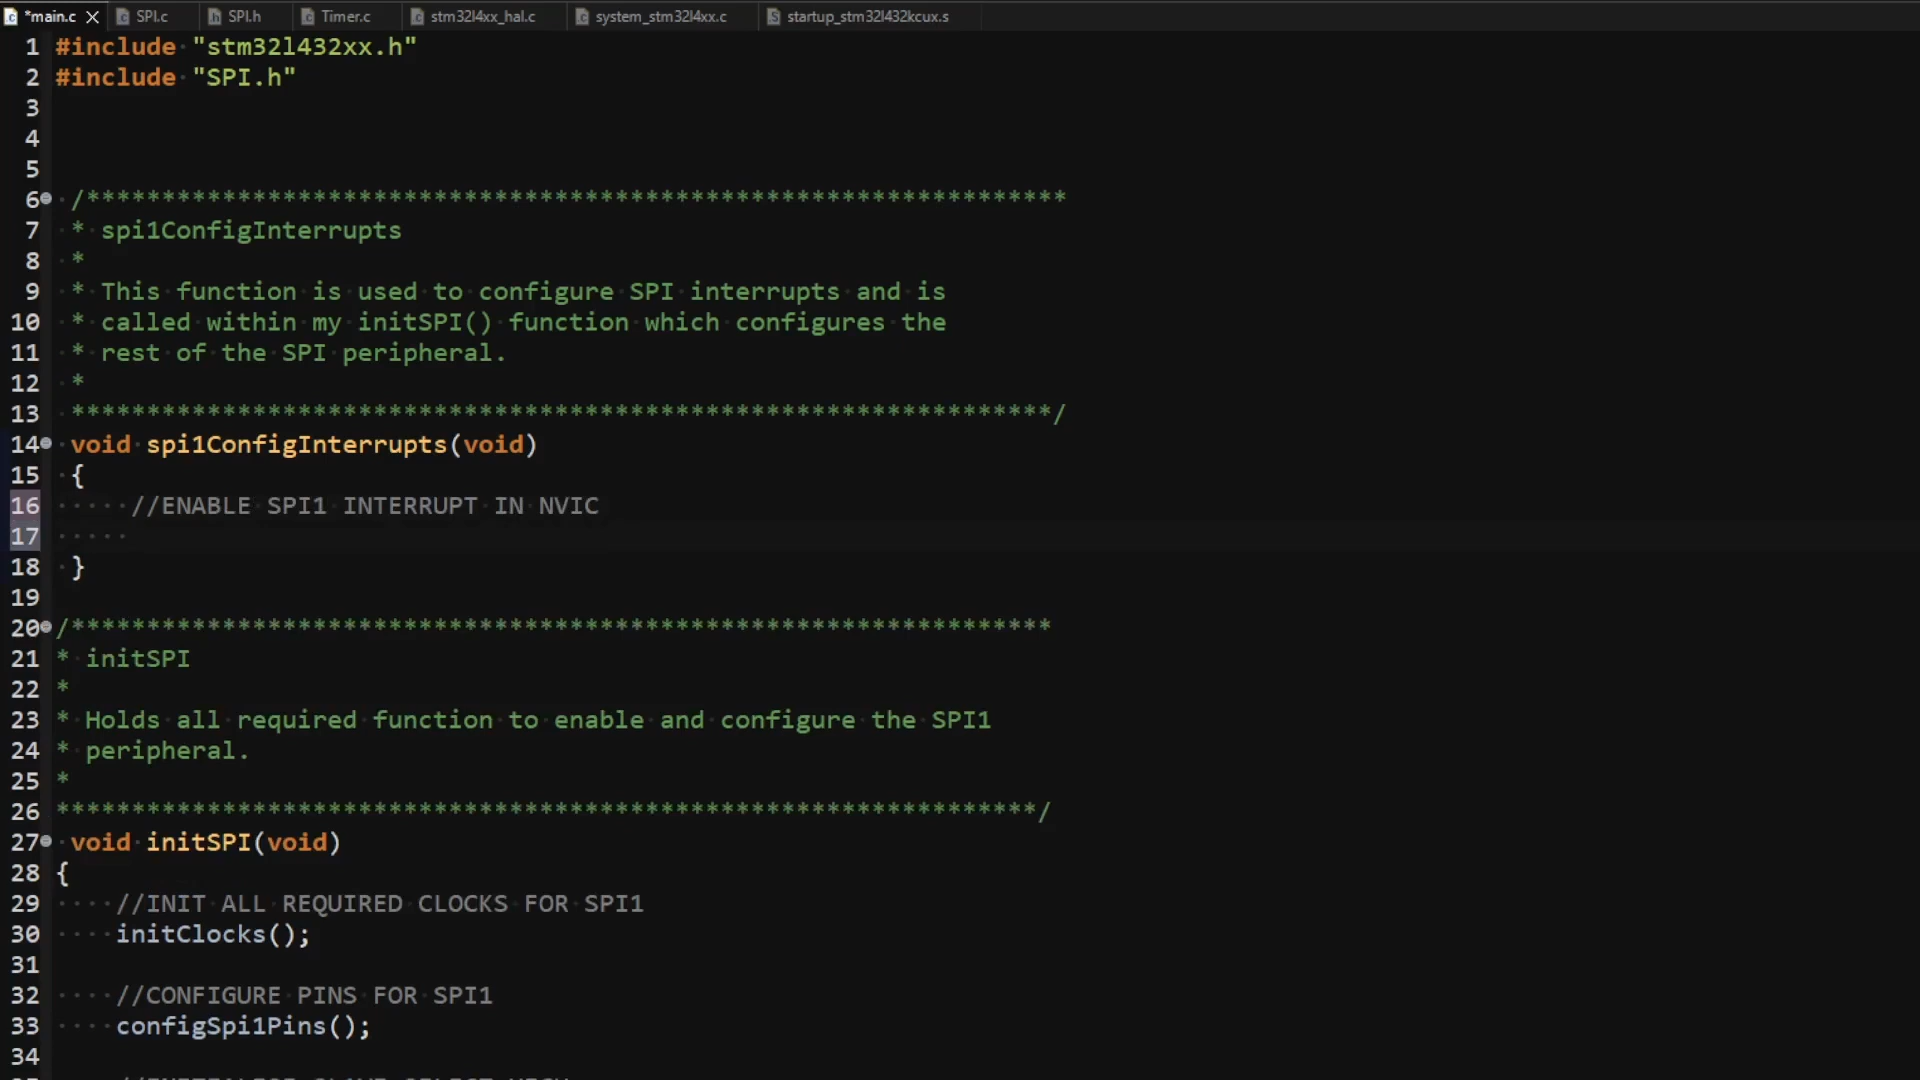 *main.c SPI.c SPI.h Timer.c stm32l4xx_hal.c system_stm32l4xx.c startup_stm32l432kcux.s
1 #include "stm32l432xx.h"
2 #include "SPI.h"
3
4
5
6 /*****************************************************************
7 * spi1ConfigInterrupts
8 *
9 * This function is used to configure SPI interrupts and is
10 * called within my initSPI() function which configures the
11 * rest of the SPI peripheral.
12 *
13 *****************************************************************/
14 void spi1ConfigInterrupts(void)
15 {
16 //ENABLE SPI1 INTERRUPT IN NVIC
17
18 }
19
20 /*****************************************************************
21 * initSPI
22 *
23 * Holds all required function to enable and configure the SPI1
24 * peripheral.
25 *
26 *****************************************************************/
27 void initSPI(void)
28 {
29 //INIT ALL REQUIRED CLOCKS FOR SPI1
30 initClocks();
31
32 //CONFIGURE PINS FOR SPI1
33 configSpi1Pins();
34